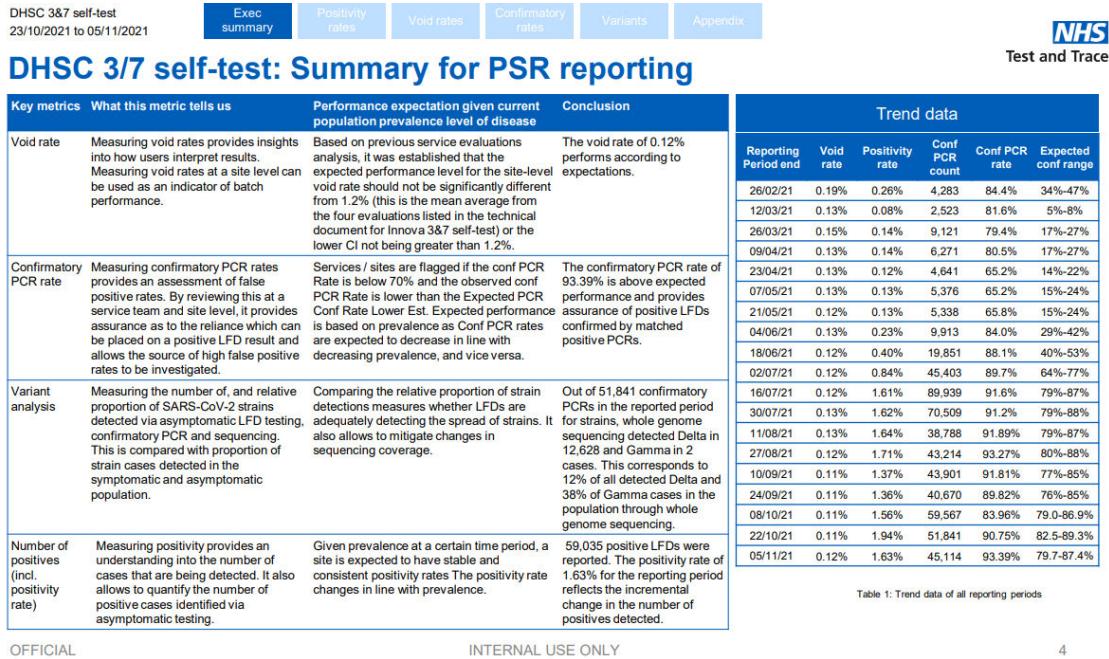 DHSC 3&7 self-test
23/10/2021 to 05/11/2021
Exec
summary
Positivity
rates
Void rates
Confirmatory
rates
Variants
Appendix
NHS
Test and Trace
DHSC 3/7 self-test: Summary for PSR reporting
Key metrics What this metric tells us Performance expectation given current
population prevalence level of disease Conclusion
Void rate
Measuring void rates provides insights
into how users interpret results.
Measuring void rates at a site level can
be used as an indicator of batch
performance.
Based on previous service evaluations
analysis, it was established that the
expected performance level for the site-level
void rate should not be significantly different
from 1.2% (this is the mean average from
the four evaluations listed in the technical
document for Innova 3&7 self-test) or the
lower CI not being greater than 1.2%.
The void rate of 0.12%
performs according to
expectations.
Confirmatory
PCR rate
Measuring confirmatory PCR rates
provides an assessment of false
positive rates. By reviewing this at a
service team and site level, it provides
assurance as to the reliance which can
be placed on a positive LFD result and
allows the source of high false positive
rates to be investigated.
Services / sites are flagged if the conf PCR
Rate is below 70% and the observed conf
PCR Rate is lower than the Expected PCR
Conf Rate Lower Est. Expected performance
is based on prevalence as Conf PCR rates
are expected to decrease in line with
decreasing prevalence, and vice versa.
The confirmatory PCR rate of
93.39% is above expected
performance and provides
assurance of positive LFDs
confirmed by matched
positive PCRs.
Variant
analysis
Measuring the number of, and relative
proportion of SARS-CoV-2 strains
detected via asymptomatic LFD testing,
confirmatory PCR and sequencing.
This is compared with proportion of
strain cases detected in the
symptomatic and asymptomatic
population.
Comparing the relative proportion of strain
detections measures whether LFDs are
adequately detecting the spread of strains. It
also allows to mitigate changes in
sequencing coverage.
Out of 51,841 confirmatory
PCRs in the reported period
for strains, whole genome
sequencing detected Delta in
12,628 and Gamma in 2
cases. This corresponds to
12% of all detected Delta and
38% of Gamma cases in the
population through whole
genome sequencing.
Number of
positives
(incl.
positivity
rate)
Measuring positivity provides an
understanding into the number of
cases that are being detected. It also
allows to quantify the number of
positive cases identified via
asymptomatic testing.
Given prevalence at a certain time period, a
site is expected to have stable and
consistent positivity rates The positivity rate
changes in line with prevalence.
59,035 positive LFDs were
reported. The positivity rate of
1.63% for the reporting period
reflects the incremental
change in the number of
positives detected.
Trend data
Reporting
Period end
Void
rate
Positivity
rate
Conf
PCR
count
Conf PCR
rate
Expected
conf range
26/02/21 0.19% 0.26% 4,283 84.4% 34%-47%
12/03/21 0.13% 0.08% 2,523 81.6% 5%-8%
26/03/21 0.15% 0.14% 9,121 79.4% 17%-27%
09/04/21 0.13% 0.14% 6,271 80.5% 17%-27%
23/04/21 0.13% 0.12% 4,641 65.2% 14%-22%
07/05/21 0.13% 0.13% 5,376 65.2% 15%-24%
21/05/21 0.12% 0.13% 5,338 65.8% 15%-24%
04/06/21 0.13% 0.23% 9,913 84.0% 29%-42%
18/06/21 0.12% 0.40% 19,851 88.1% 40%-53%
02/07/21 0.12% 0.84% 45,403 89.7% 64%-77%
16/07/21 0.12% 1.61% 89,939 91.6% 79%-87%
30/07/21 0.13% 1.62% 70,509 91.2% 79%-88%
11/08/21 0.13% 1.64% 38,788 91.89% 79%-87%
27/08/21 0.12% 1.71% 43,214 93.27% 80%-88%
10/09/21 0.11% 1.37% 43,901 91.81% 77%-85%
24/09/21 0.11% 1.36% 40,670 89.82% 76%-85%
08/10/21 0.11% 1.56% 59,567 83.96% 79.0-86.9%
22/10/21 0.11% 1.94% 51,841 90.75% 82.5-89.3%
05/11/21 0.12% 1.63% 45,114 93.39% 79.7-87.4%
Table 1: Trend data of all reporting periods
OFFICIAL
INTERNAL USE ONLY
4